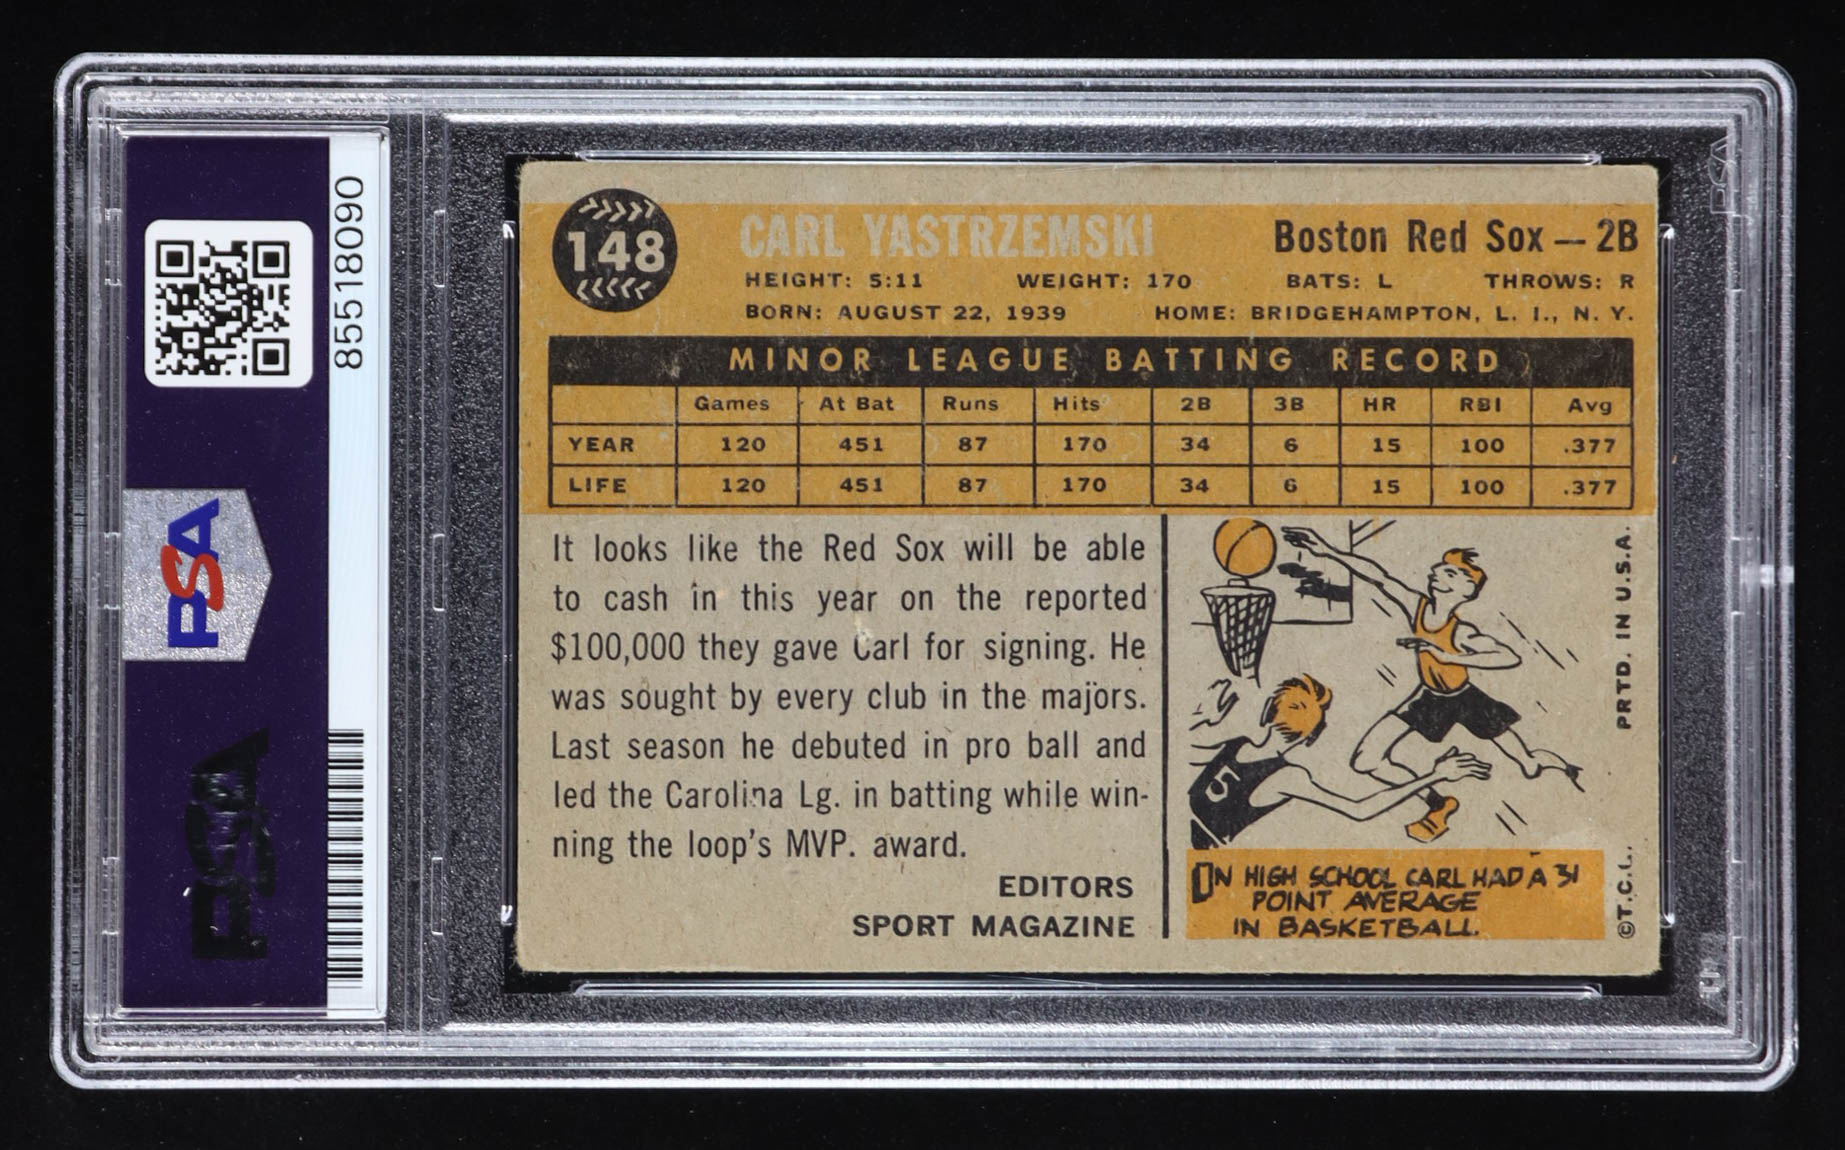 85518090
PSA
PSA
148
CARL YASTRZEMSKI
Boston Red Sox — 2B
HEIGHT: 5:11 WEIGHT: 170 BATS: L THROWS: R
BORN: AUGUST 22, 1939 HOME: BRIDGEHAMPTON, L. I., N. Y.
MINOR LEAGUE BATTING RECORD
Games At Bat Runs Hits 2B 3B HR RBI Avg
YEAR 120 451 87 170 34 6 15 100 .377
LIFE 120 451 87 170 34 6 15 100 .377
It looks like the Red Sox will be able
to cash in this year on the reported
$100,000 they gave Carl for signing. He
was sought by every club in the majors.
Last season he debuted in pro ball and
led the Carolina Lg. in batting while win-
ning the loop's MVP. award.
EDITORS
SPORT MAGAZINE
5
IN HIGH SCHOOL CARL HAD A 31
POINT AVERAGE
IN BASKETBALL.
©T.C.G. PRTD. IN U.S.A.
PSA